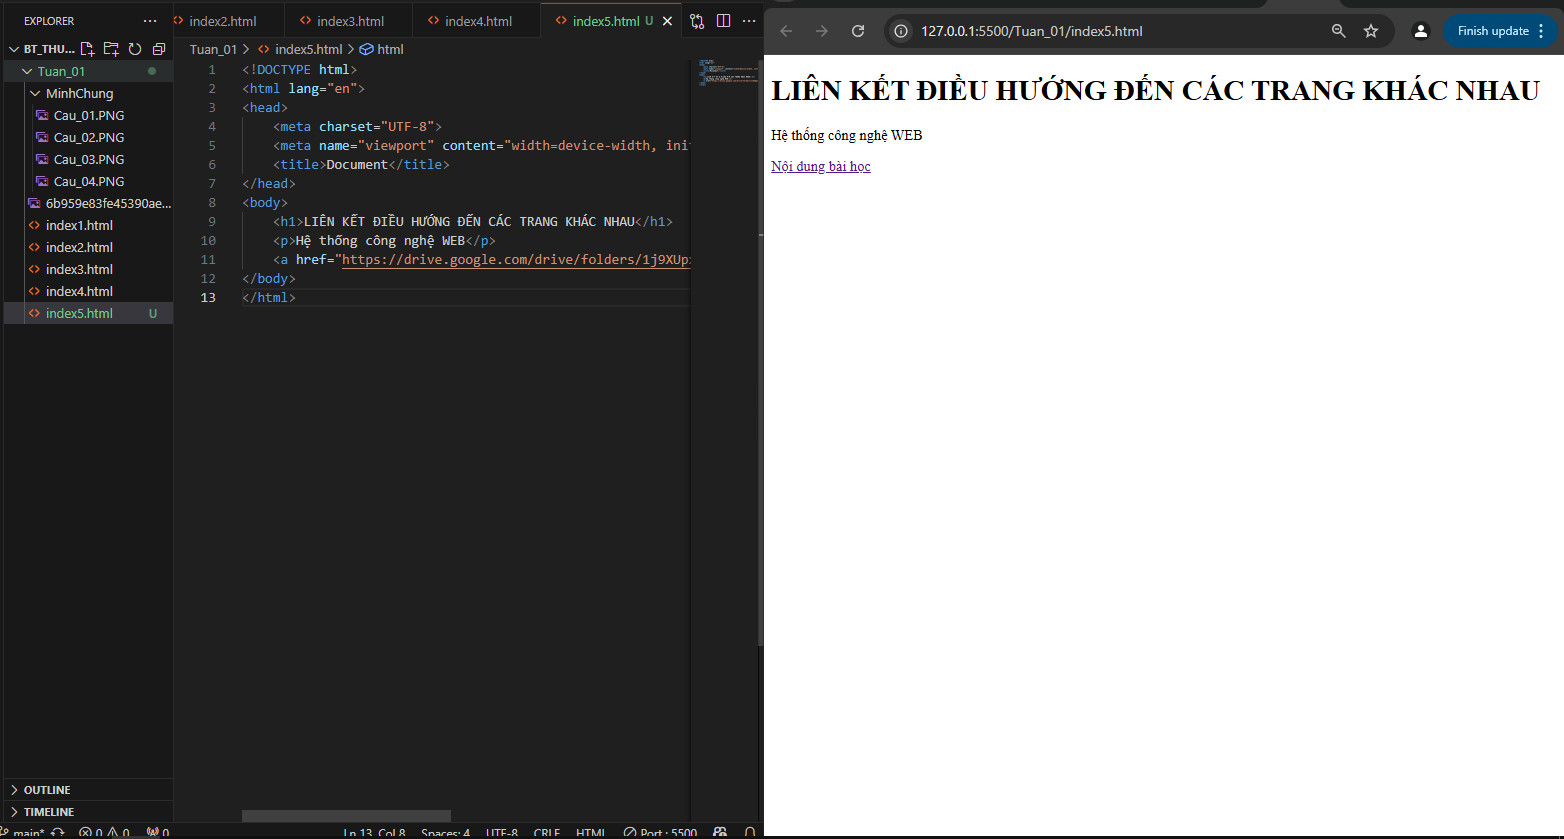 EXPLORER
BT_THU...
Tuan_01
MinhChung
Cau_01.PNG
Cau_02.PNG
Cau_03.PNG
Cau_04.PNG
6b959e83fe45390ae...
index1.html
index2.html
index3.html
index4.html
index5.html U
OUTLINE
TIMELINE
index2.html index3.html index4.html index5.html U
Tuan_01 > index5.html > html
1 <!DOCTYPE html>
2 <html lang="en">
3 <head>
4 <meta charset="UTF-8">
5 <meta name="viewport" content="width=device-width, init
6 <title>Document</title>
7 </head>
8 <body>
9 <h1>LIÊN KẾT ĐIỀU HƯỚNG ĐẾN CÁC TRANG KHÁC NHAU</h1>
10 <p>Hệ thống công nghệ WEB</p>
11 <a href="https://drive.google.com/drive/folders/1j9XUp
12 </body>
13 </html>
main* 0 0 0 Ln 13, Col 8 Spaces: 4 UTF-8 CRLF HTML Port : 5500
127.0.0.1:5500/Tuan_01/index5.html
Finish update
LIÊN KẾT ĐIỀU HƯỚNG ĐẾN CÁC TRANG KHÁC NHAU
Hệ thống công nghệ WEB
Nội dung bài học